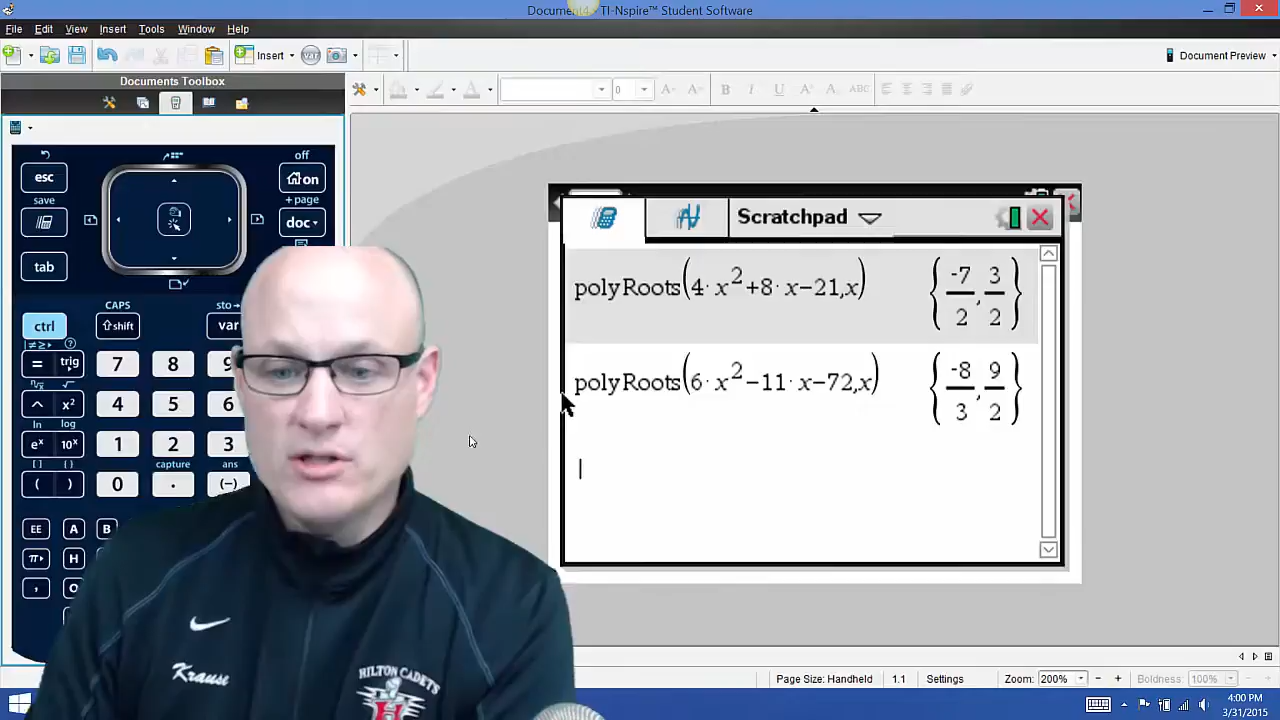 Document4 - TI-Nspire™ Student Software
File Edit View Insert Tools Window Help
Insert var Document Preview
Documents Toolbox
0 A A B I U A A ABC
off
esc on
save + page
doc
tab
CAPS sto→
ctrl shift var
= trig 7 8 9
^ x² 4 5 6
ln log
eˣ 10ˣ 1 2 3
[ ] { } capture ans
( ) 0 . (−)
EE A B
π H
, O
Scratchpad
polyRoots(4·x²+8·x−21,x) {-7/2, 3/2}
polyRoots(6·x²−11·x−72,x) {-8/3, 9/2}
Krause
HILTON CADETS
H
Page Size: Handheld 1.1 Settings Zoom: 200% − + Boldness: 100% − +
4:00 PM
3/31/2015